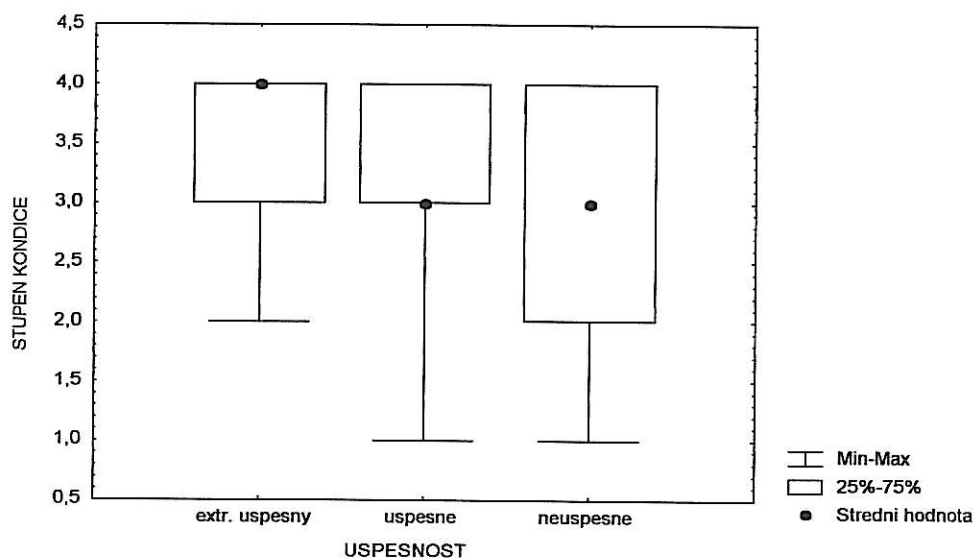 4,5
4,0
3,5
3,0
2,5
2,0
1,5
1,0
0,5
STUPEN KONDICE
extr. uspesny
uspesne
neuspesne
USPESNOST
Min-Max
25%-75%
Stredni hodnota